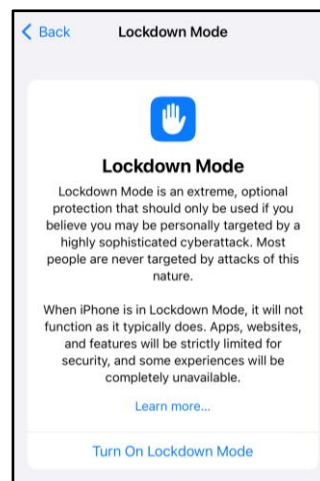 Back
Lockdown Mode
Lockdown Mode
Lockdown Mode is an extreme, optional
protection that should only be used if you
believe you may be personally targeted by a
highly sophisticated cyberattack. Most
people are never targeted by attacks of this
nature.
When iPhone is in Lockdown Mode, it will not
function as it typically does. Apps, websites,
and features will be strictly limited for
security, and some experiences will be
completely unavailable.
Learn more...
Turn On Lockdown Mode